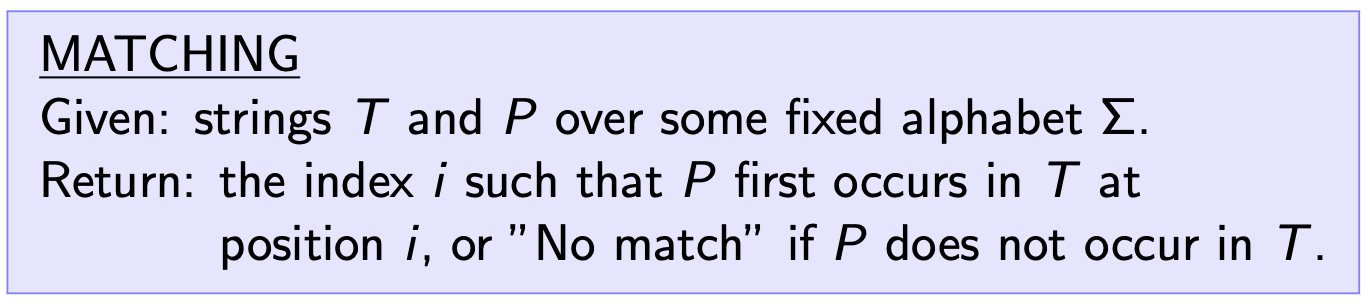 MATCHING
Given: strings T and P over some fixed alphabet Σ.
Return: the index i such that P first occurs in T at
position i, or ”No match” if P does not occur in T.